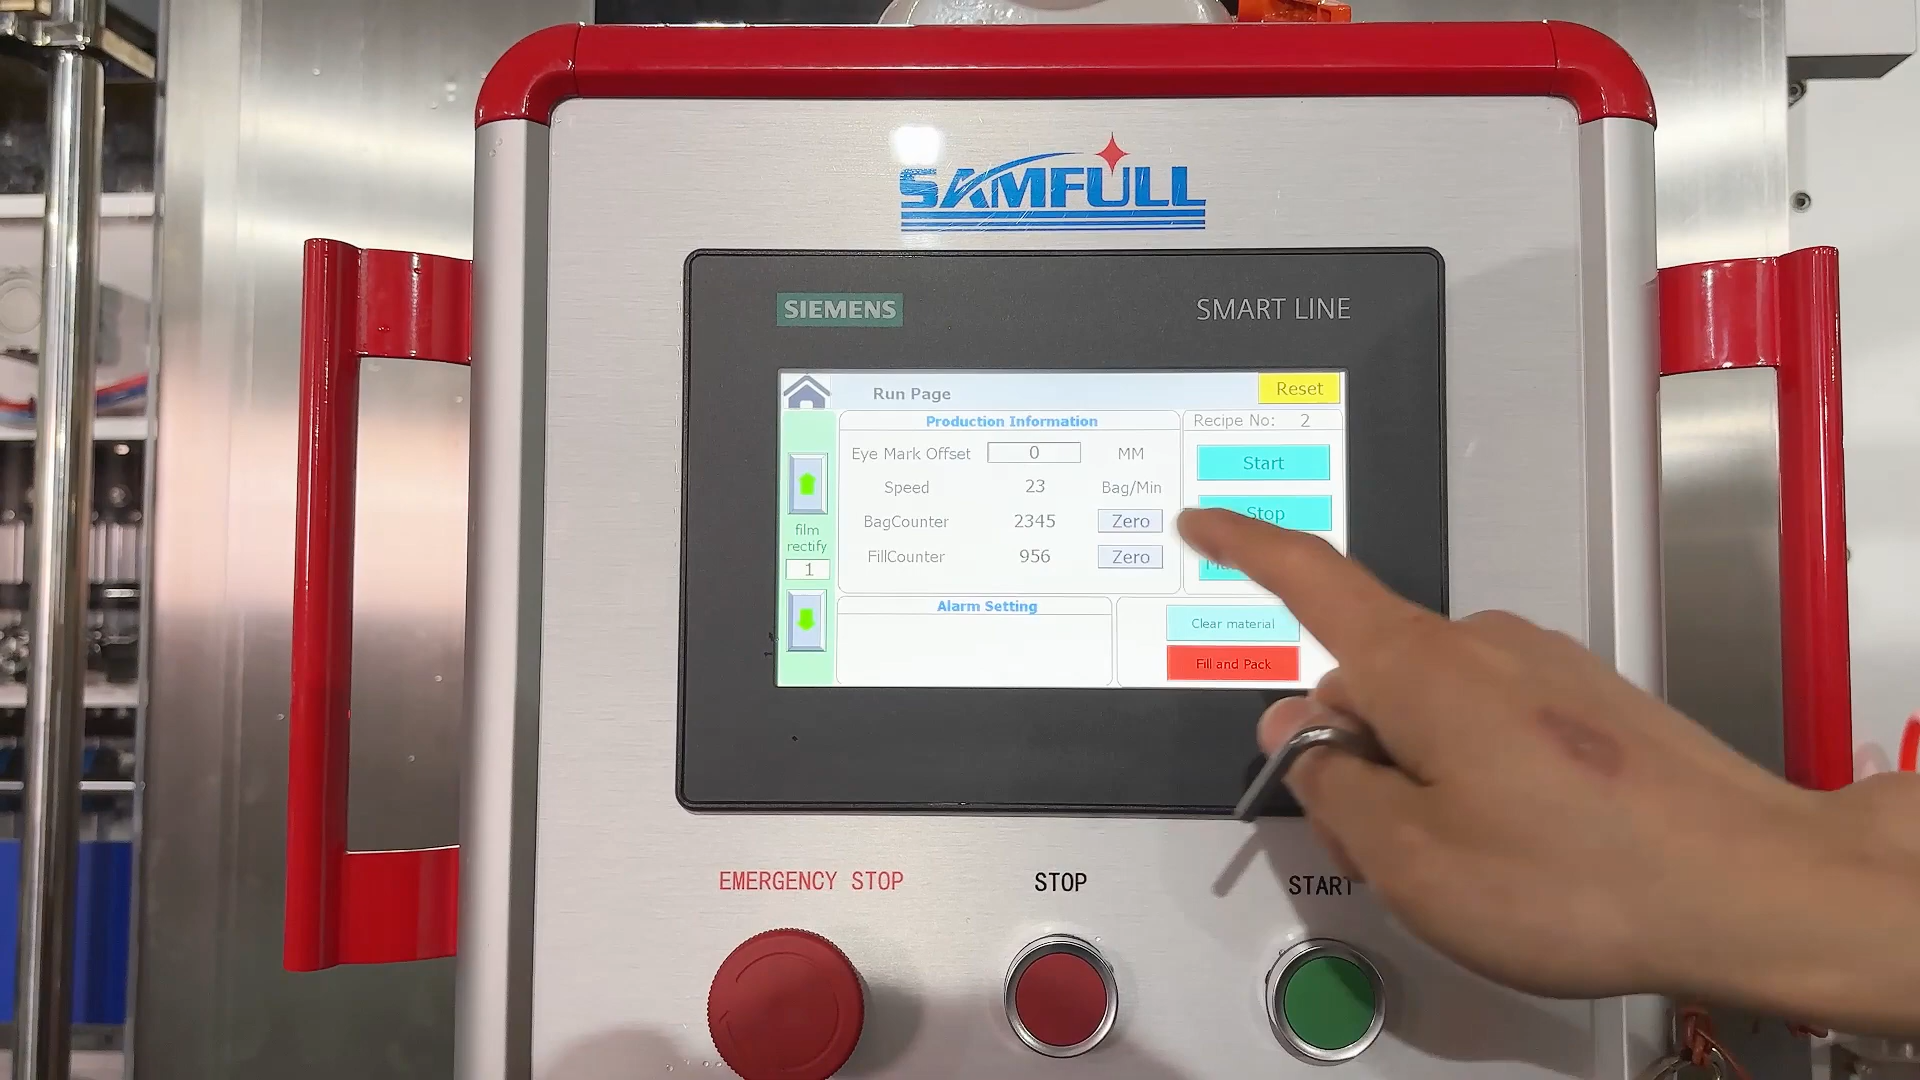 SAMFULL
SIEMENS
SMART LINE
Run Page
Reset
Production Information
Recipe No: 2
Eye Mark Offset 0 MM
Start
Speed 23 Bag/Min
Stop
BagCounter 2345 Zero
film
rectify
FillCounter 956 Zero
1
Alarm Setting
Clear material
Fill and Pack
EMERGENCY STOP
STOP
START